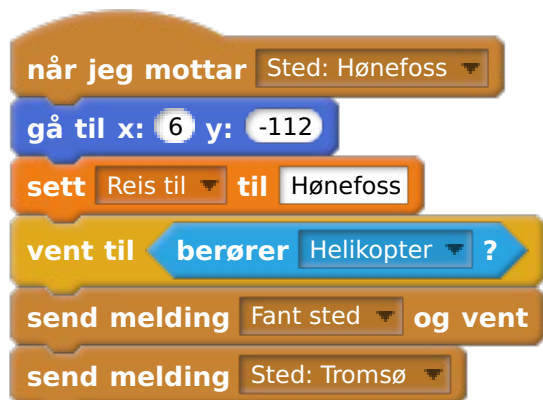 når jeg mottar Sted: Hønefoss
gå til x: 6 y: -112
sett Reis til til Hønefoss
vent til berører Helikopter ?
send melding Fant sted og vent
send melding Sted: Tromsø